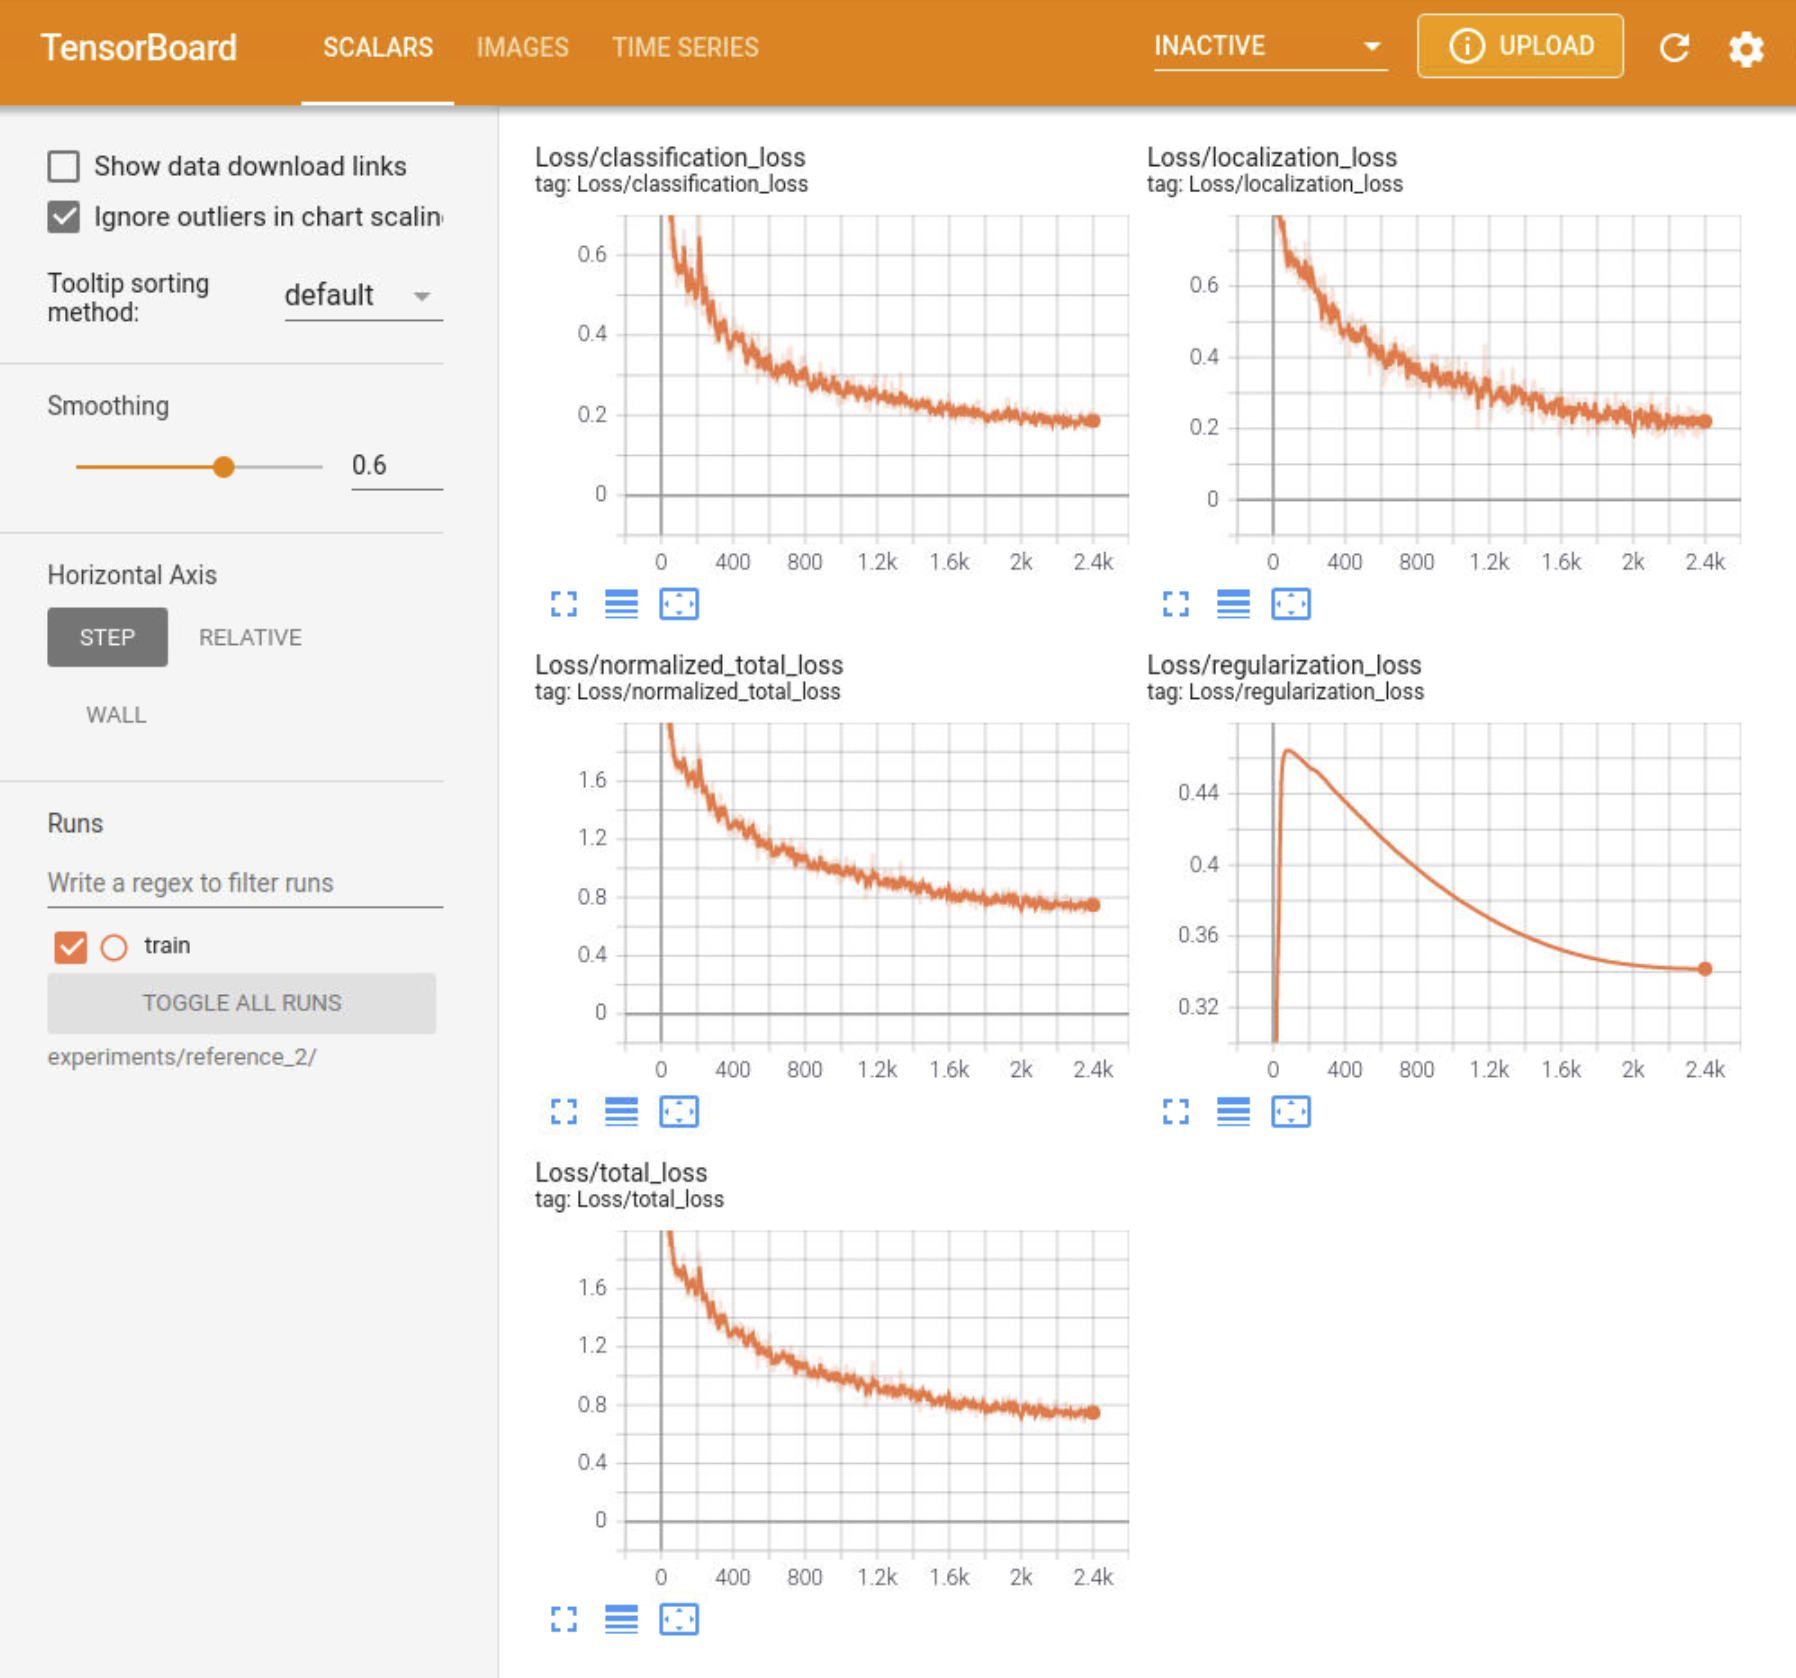 TensorBoard SCALARS IMAGES TIME SERIES INACTIVE UPLOAD
Show data download links
Ignore outliers in chart scalin
Tooltip sorting
method:
default
Smoothing
0.6
Horizontal Axis
STEP RELATIVE
WALL
Runs
Write a regex to filter runs
train
TOGGLE ALL RUNS
experiments/reference_2/
Loss/classification_loss
tag: Loss/classification_loss
0.6
0.4
0.2
0
0 400 800 1.2k 1.6k 2k 2.4k
Loss/localization_loss
tag: Loss/localization_loss
0.6
0.4
0.2
0
0 400 800 1.2k 1.6k 2k 2.4k
Loss/normalized_total_loss
tag: Loss/normalized_total_loss
1.6
1.2
0.8
0.4
0
0 400 800 1.2k 1.6k 2k 2.4k
Loss/regularization_loss
tag: Loss/regularization_loss
0.44
0.4
0.36
0.32
0 400 800 1.2k 1.6k 2k 2.4k
Loss/total_loss
tag: Loss/total_loss
1.6
1.2
0.8
0.4
0
0 400 800 1.2k 1.6k 2k 2.4k